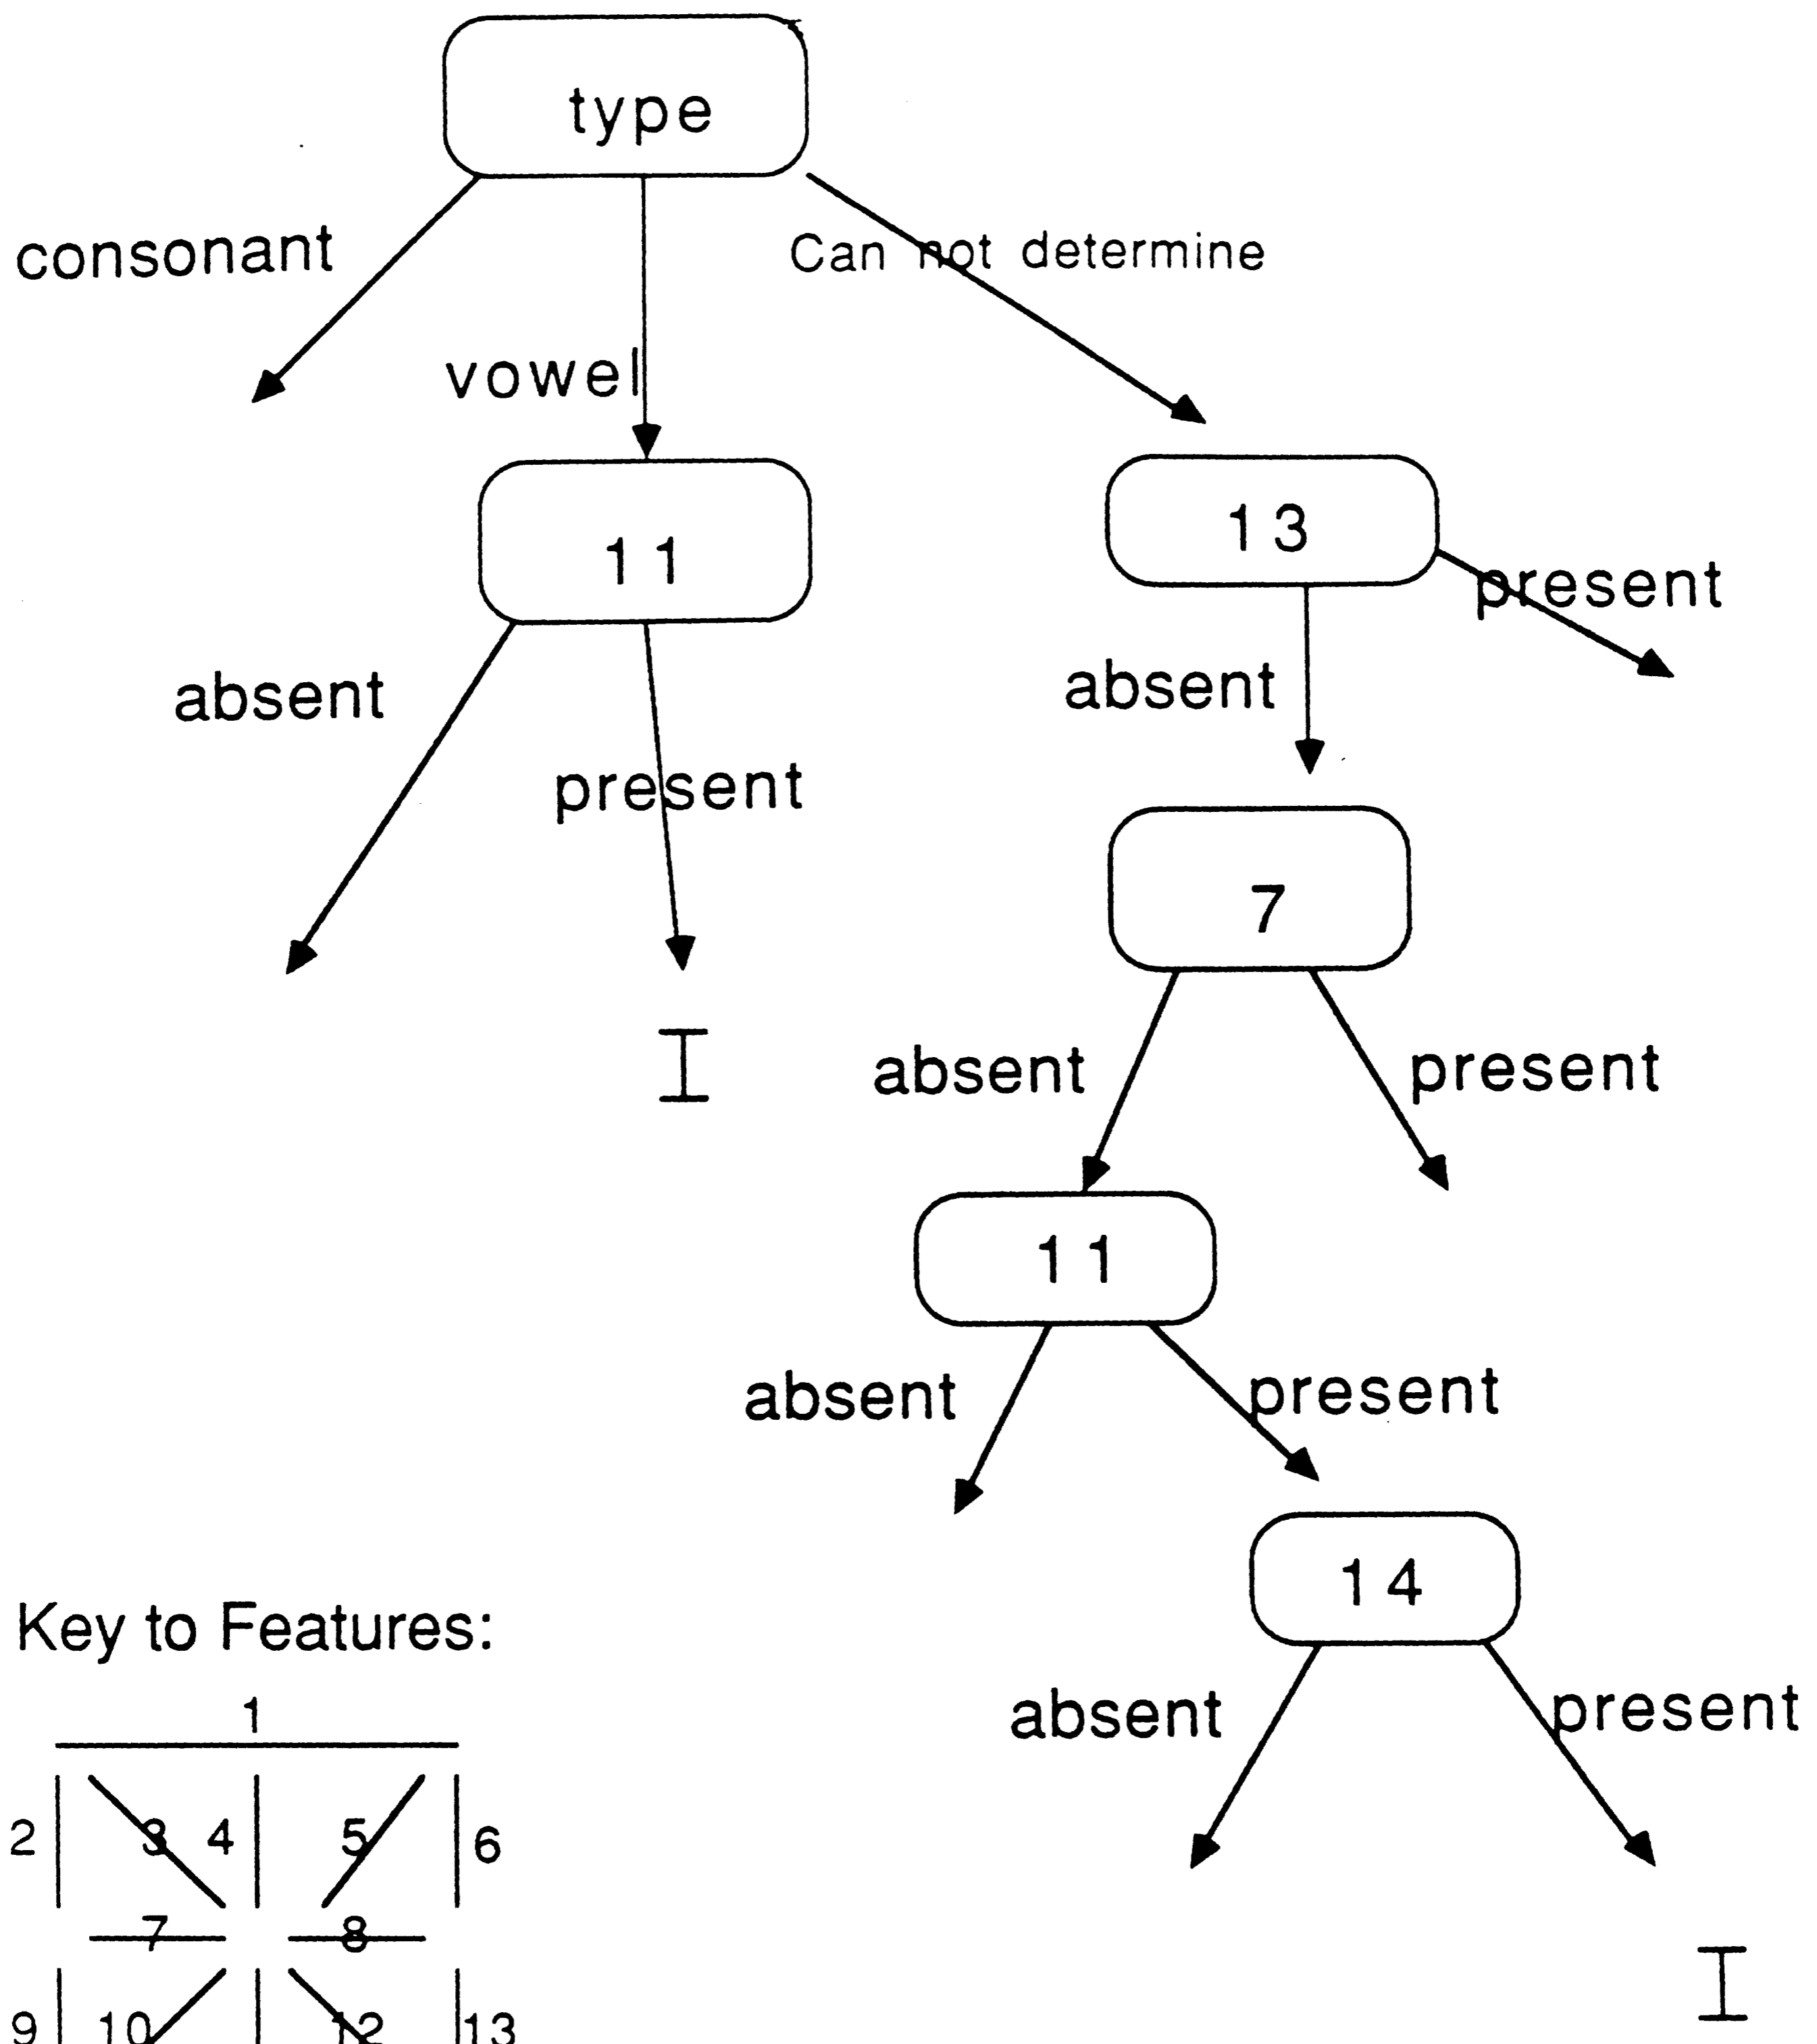 type
consonant
Can not determine
vowel
11
13
present
absent
absent
present
7
I
absent
present
11
absent
present
14
Key to Features:
absent
present
1
2 3 4 5 6
7 8
I
9 10 12 13